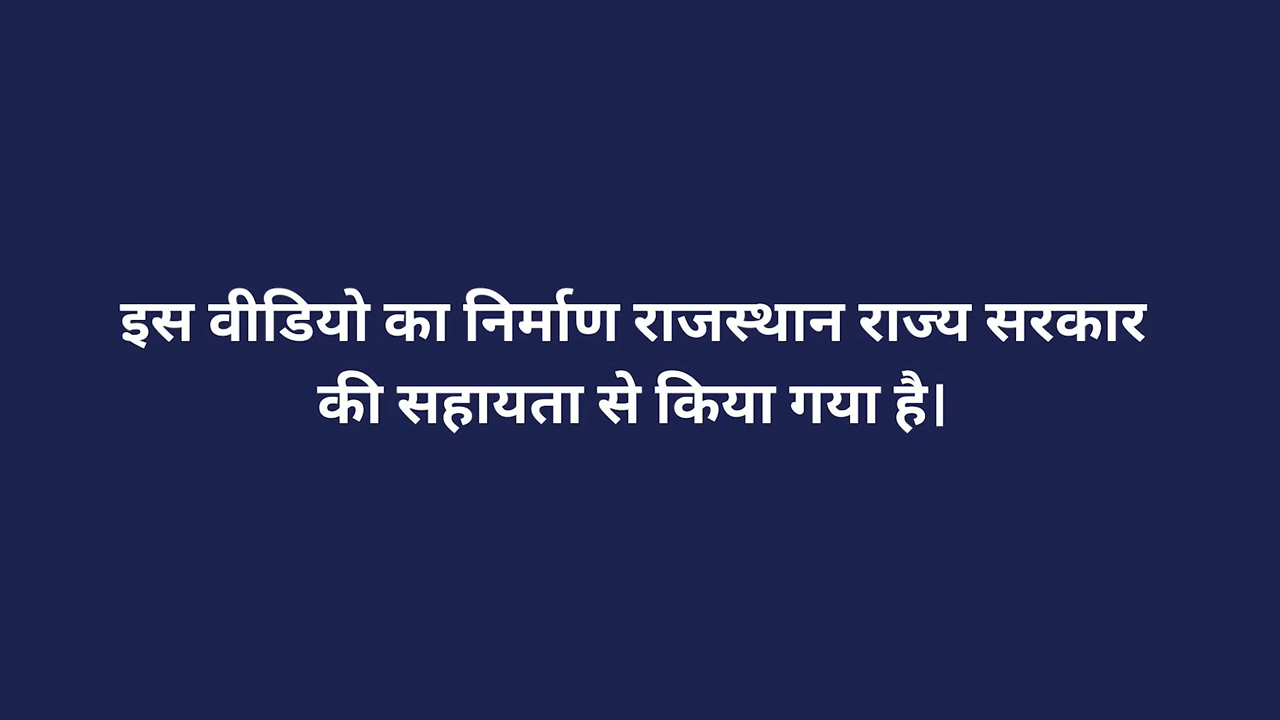 इस वीडियो का निर्माण राजस्थान राज्य सरकार
की सहायता से किया गया है।